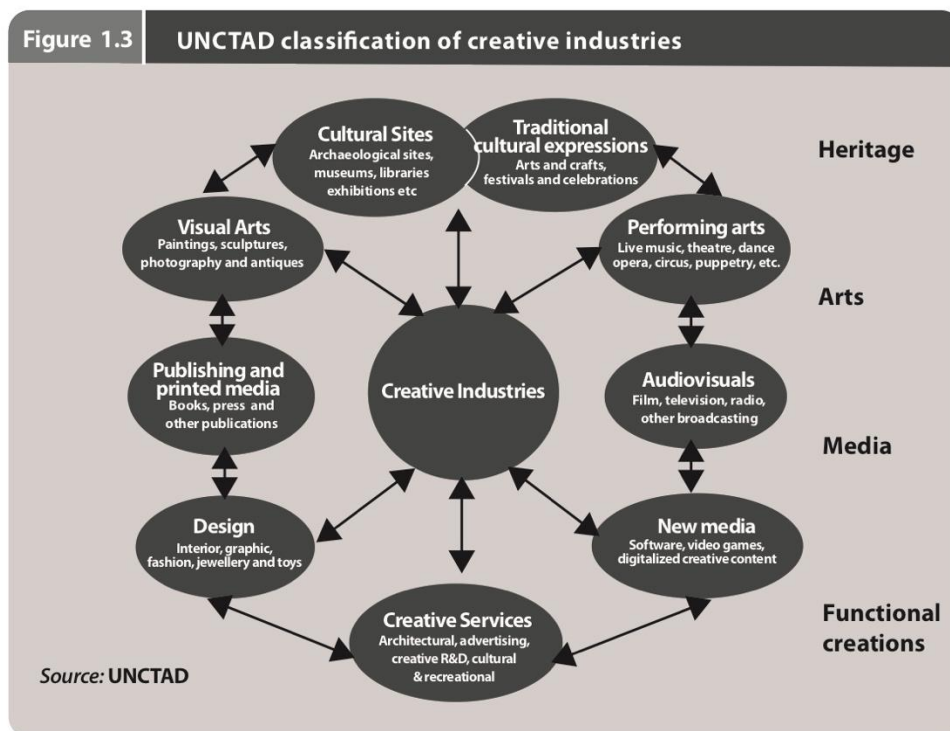 Figure 1.3
UNCTAD classification of creative industries
Cultural Sites
Archaeological sites,
museums, libraries
exhibitions etc
Traditional
cultural expressions
Arts and crafts,
festivals and celebrations
Heritage
Visual Arts
Paintings, sculptures,
photography and antiques
Performing arts
Live music, theatre, dance
opera, circus, puppetry, etc.
Arts
Publishing and
printed media
Books, press and
other publications
Creative Industries
Audiovisuals
Film, television, radio,
other broadcasting
Media
Design
Interior, graphic,
fashion, jewellery and toys
New media
Software, video games,
digitalized creative content
Creative Services
Architectural, advertising,
creative R&D, cultural
& recreational
Functional
creations
Source: UNCTAD